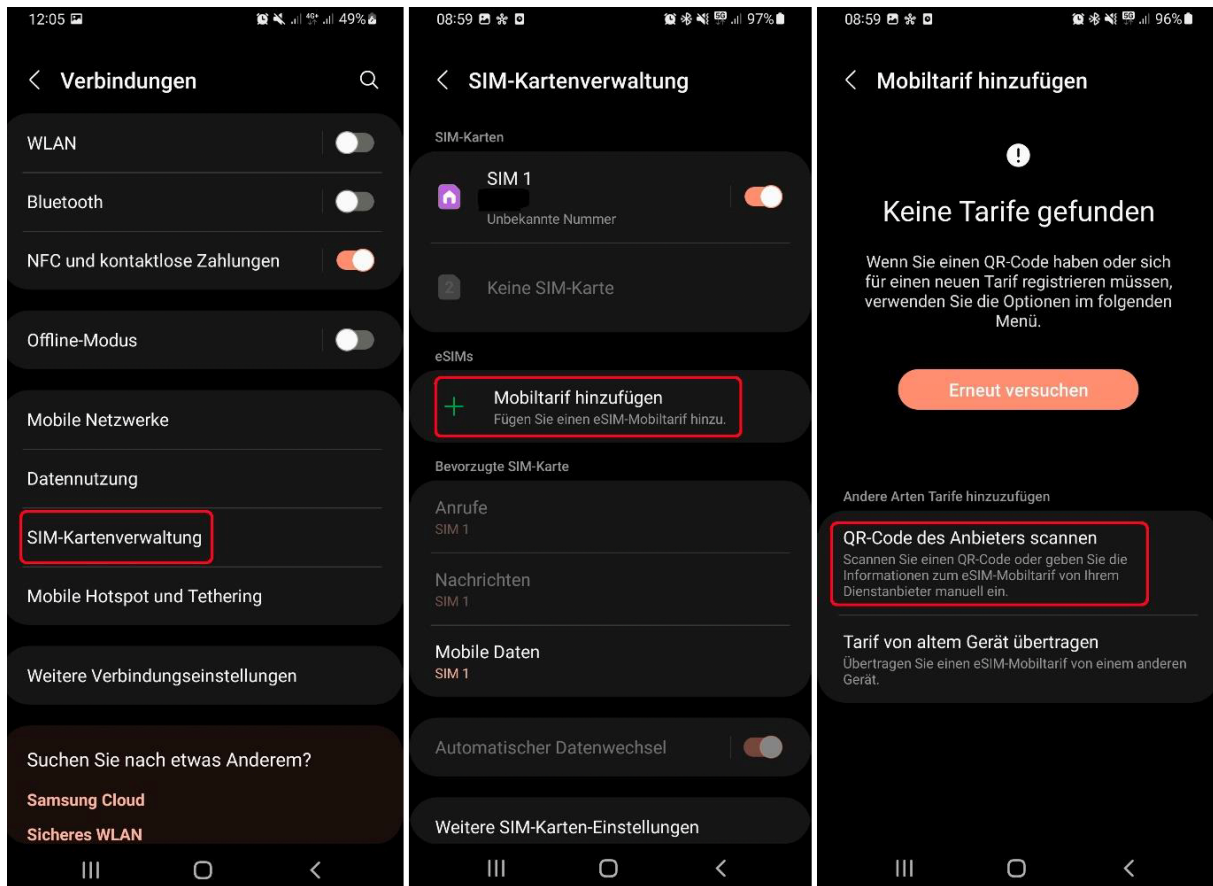 12:05
4G+
49%
Verbindungen
WLAN
Bluetooth
NFC und kontaktlose Zahlungen
Offline-Modus
Mobile Netzwerke
Datennutzung
SIM-Kartenverwaltung
Mobile Hotspot und Tethering
Weitere Verbindungseinstellungen
Suchen Sie nach etwas Anderem?
Samsung Cloud
Sicheres WLAN
08:59
5G
97%
SIM-Kartenverwaltung
SIM-Karten
SIM 1
Unbekannte Nummer
2
Keine SIM-Karte
eSIMs
Mobiltarif hinzufügen
Fügen Sie einen eSIM-Mobiltarif hinzu.
Bevorzugte SIM-Karte
Anrufe
SIM 1
Nachrichten
SIM 1
Mobile Daten
SIM 1
Automatischer Datenwechsel
Weitere SIM-Karten-Einstellungen
08:59
5G
96%
Mobiltarif hinzufügen
Keine Tarife gefunden
Wenn Sie einen QR-Code haben oder sich
für einen neuen Tarif registrieren müssen,
verwenden Sie die Optionen im folgenden
Menü.
Erneut versuchen
Andere Arten Tarife hinzuzufügen
QR-Code des Anbieters scannen
Scannen Sie einen QR-Code oder geben Sie die
Informationen zum eSIM-Mobiltarif von Ihrem
Dienstanbieter manuell ein.
Tarif von altem Gerät übertragen
Übertragen Sie einen eSIM-Mobiltarif von einem anderen
Gerät.